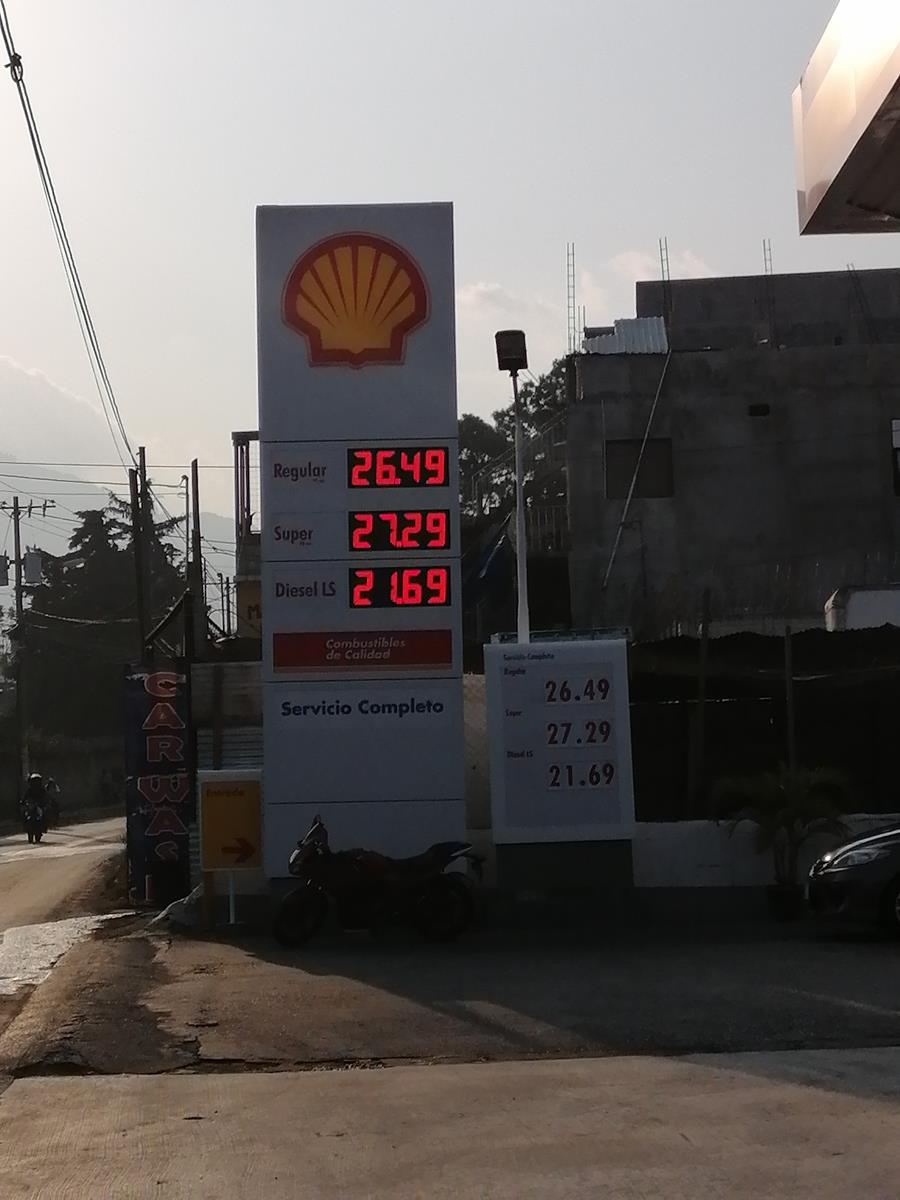 Regular 26.49
Super 27.29
Diesel LS 21.69
Combustibles
de Calidad
Servicio Completo
Servicio Completo
Regular
26.49
Super
27.29
Diesel LS
21.69
Entrada
CAR WAS